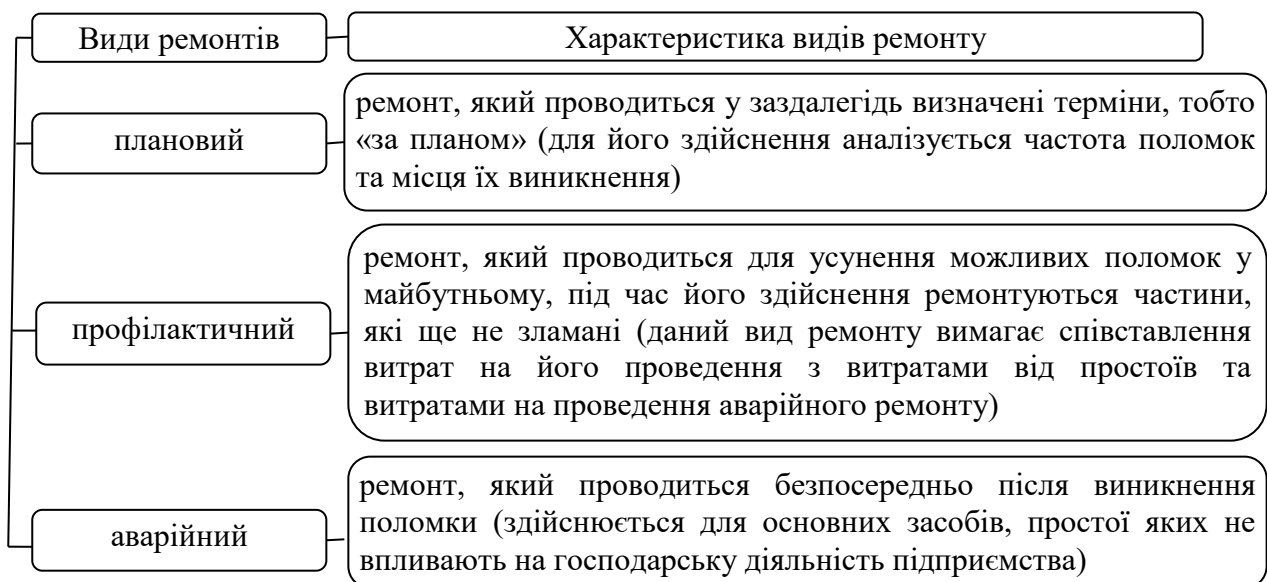 Види ремонтів
Характеристика видів ремонту
плановий
ремонт, який проводиться у заздалегідь визначені терміни, тобто
«за планом» (для його здійснення аналізується частота поломок
та місця їх виникнення)
профілактичний
ремонт, який проводиться для усунення можливих поломок у
майбутньому, під час його здійснення ремонтуються частини,
які ще не зламані (даний вид ремонту вимагає співставлення
витрат на його проведення з витратами від простоїв та
витратами на проведення аварійного ремонту)
аварійний
ремонт, який проводиться безпосередньо після виникнення
поломки (здійснюється для основних засобів, простої яких не
впливають на господарську діяльність підприємства)